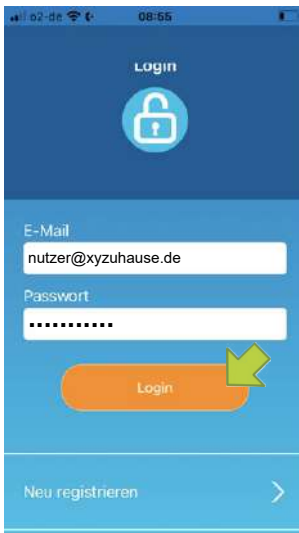 o2-de 08:55
Login
E-Mail
nutzer@xyzuhause.de
Passwort
▪▪▪▪▪▪▪▪▪▪▪
Login
Neu registrieren